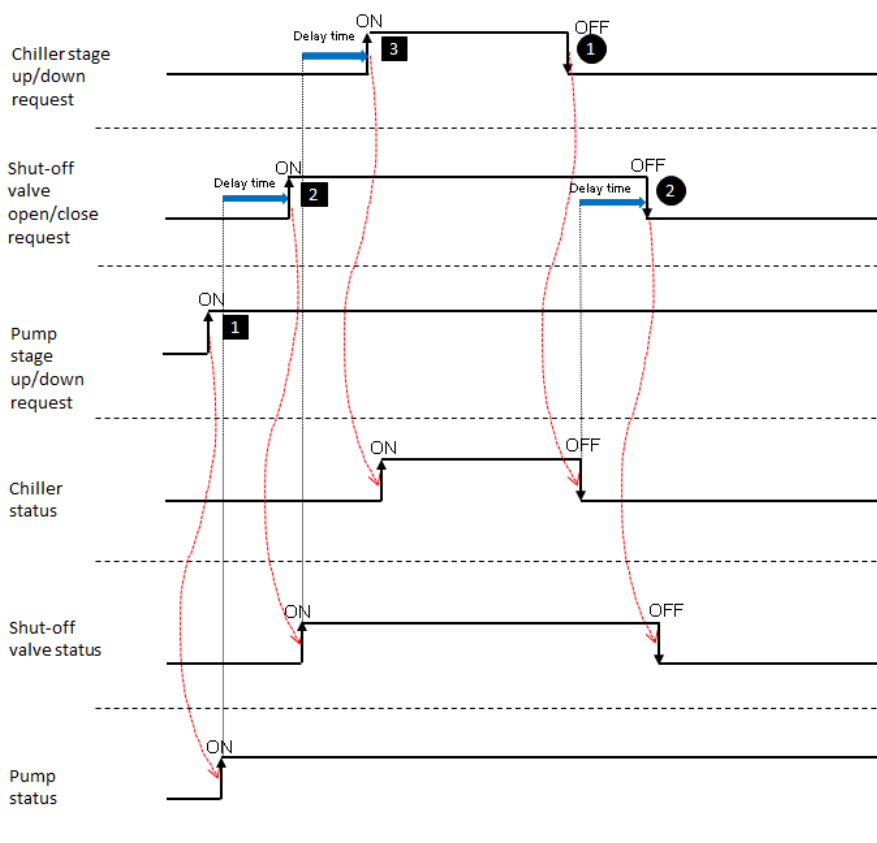 ON
OFF
Delay time
3
1
Chiller stage
up/down
request
Shut-off
valve
open/close
request
ON
OFF
Delay time
2
Delay time
2
ON
1
Pump
stage
up/down
request
ON
OFF
Chiller
status
ON
OFF
Shut-off
valve status
ON
Pump
status